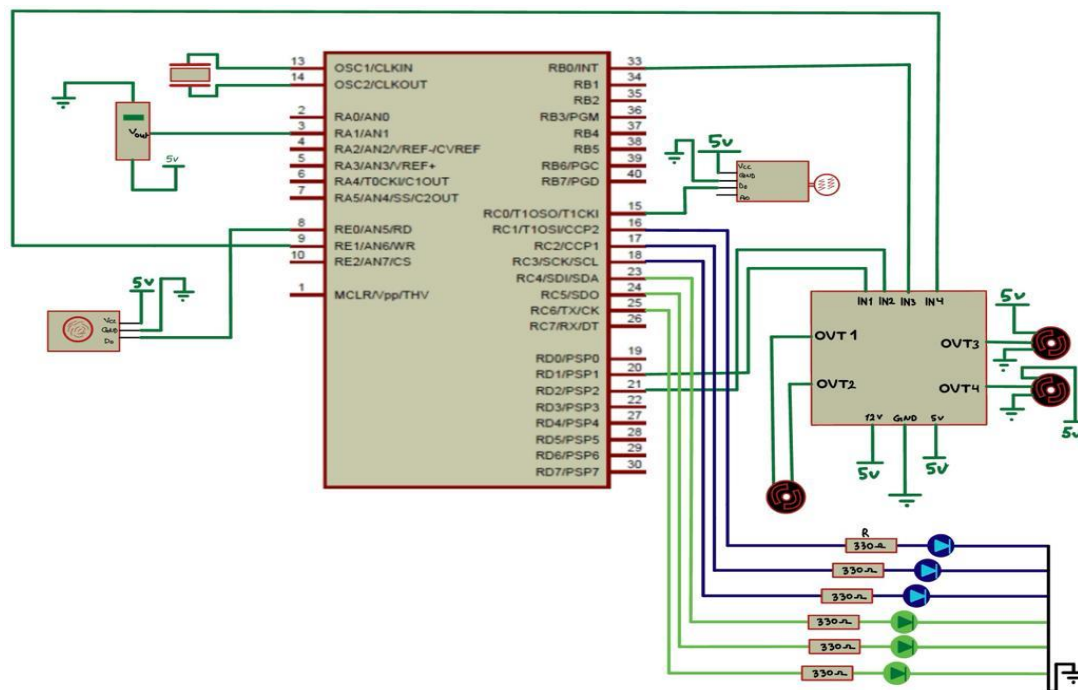 13 OSC1/CLKIN
14 OSC2/CLKOUT
2 RA0/AN0
3 RA1/AN1
4 RA2/AN2/VREF-/CVREF
5 RA3/AN3/VREF+
6 RA4/T0CKI/C1OUT
7 RA5/AN4/SS/C2OUT
8 RE0/AN5/RD
9 RE1/AN6/WR
10 RE2/AN7/CS
1 MCLR/Vpp/THV
RB0/INT 33
RB1 34
RB2 35
RB3/PGM 36
RB4 37
RB5 38
RB6/PGC 39
RB7/PGD 40
RC0/T1OSO/T1CKI 15
RC1/T1OSI/CCP2 16
RC2/CCP1 17
RC3/SCK/SCL 18
RC4/SDI/SDA 23
RC5/SDO 24
RC6/TX/CK 25
RC7/RX/DT 26
RD0/PSP0 19
RD1/PSP1 20
RD2/PSP2 21
RD3/PSP3 22
RD4/PSP4 27
RD5/PSP5 28
RD6/PSP6 29
RD7/PSP7 30
Vout
5v
5v
Vcc
GND
Do
5v
Vcc
GND
Do
AO
IN1 IN2 IN3 IN4
OVT1
OVT2
OVT3
OVT4
12v GND 5v
5v
5v
5v
5v
R
330Ω
330Ω
330Ω
330Ω
330Ω
330Ω